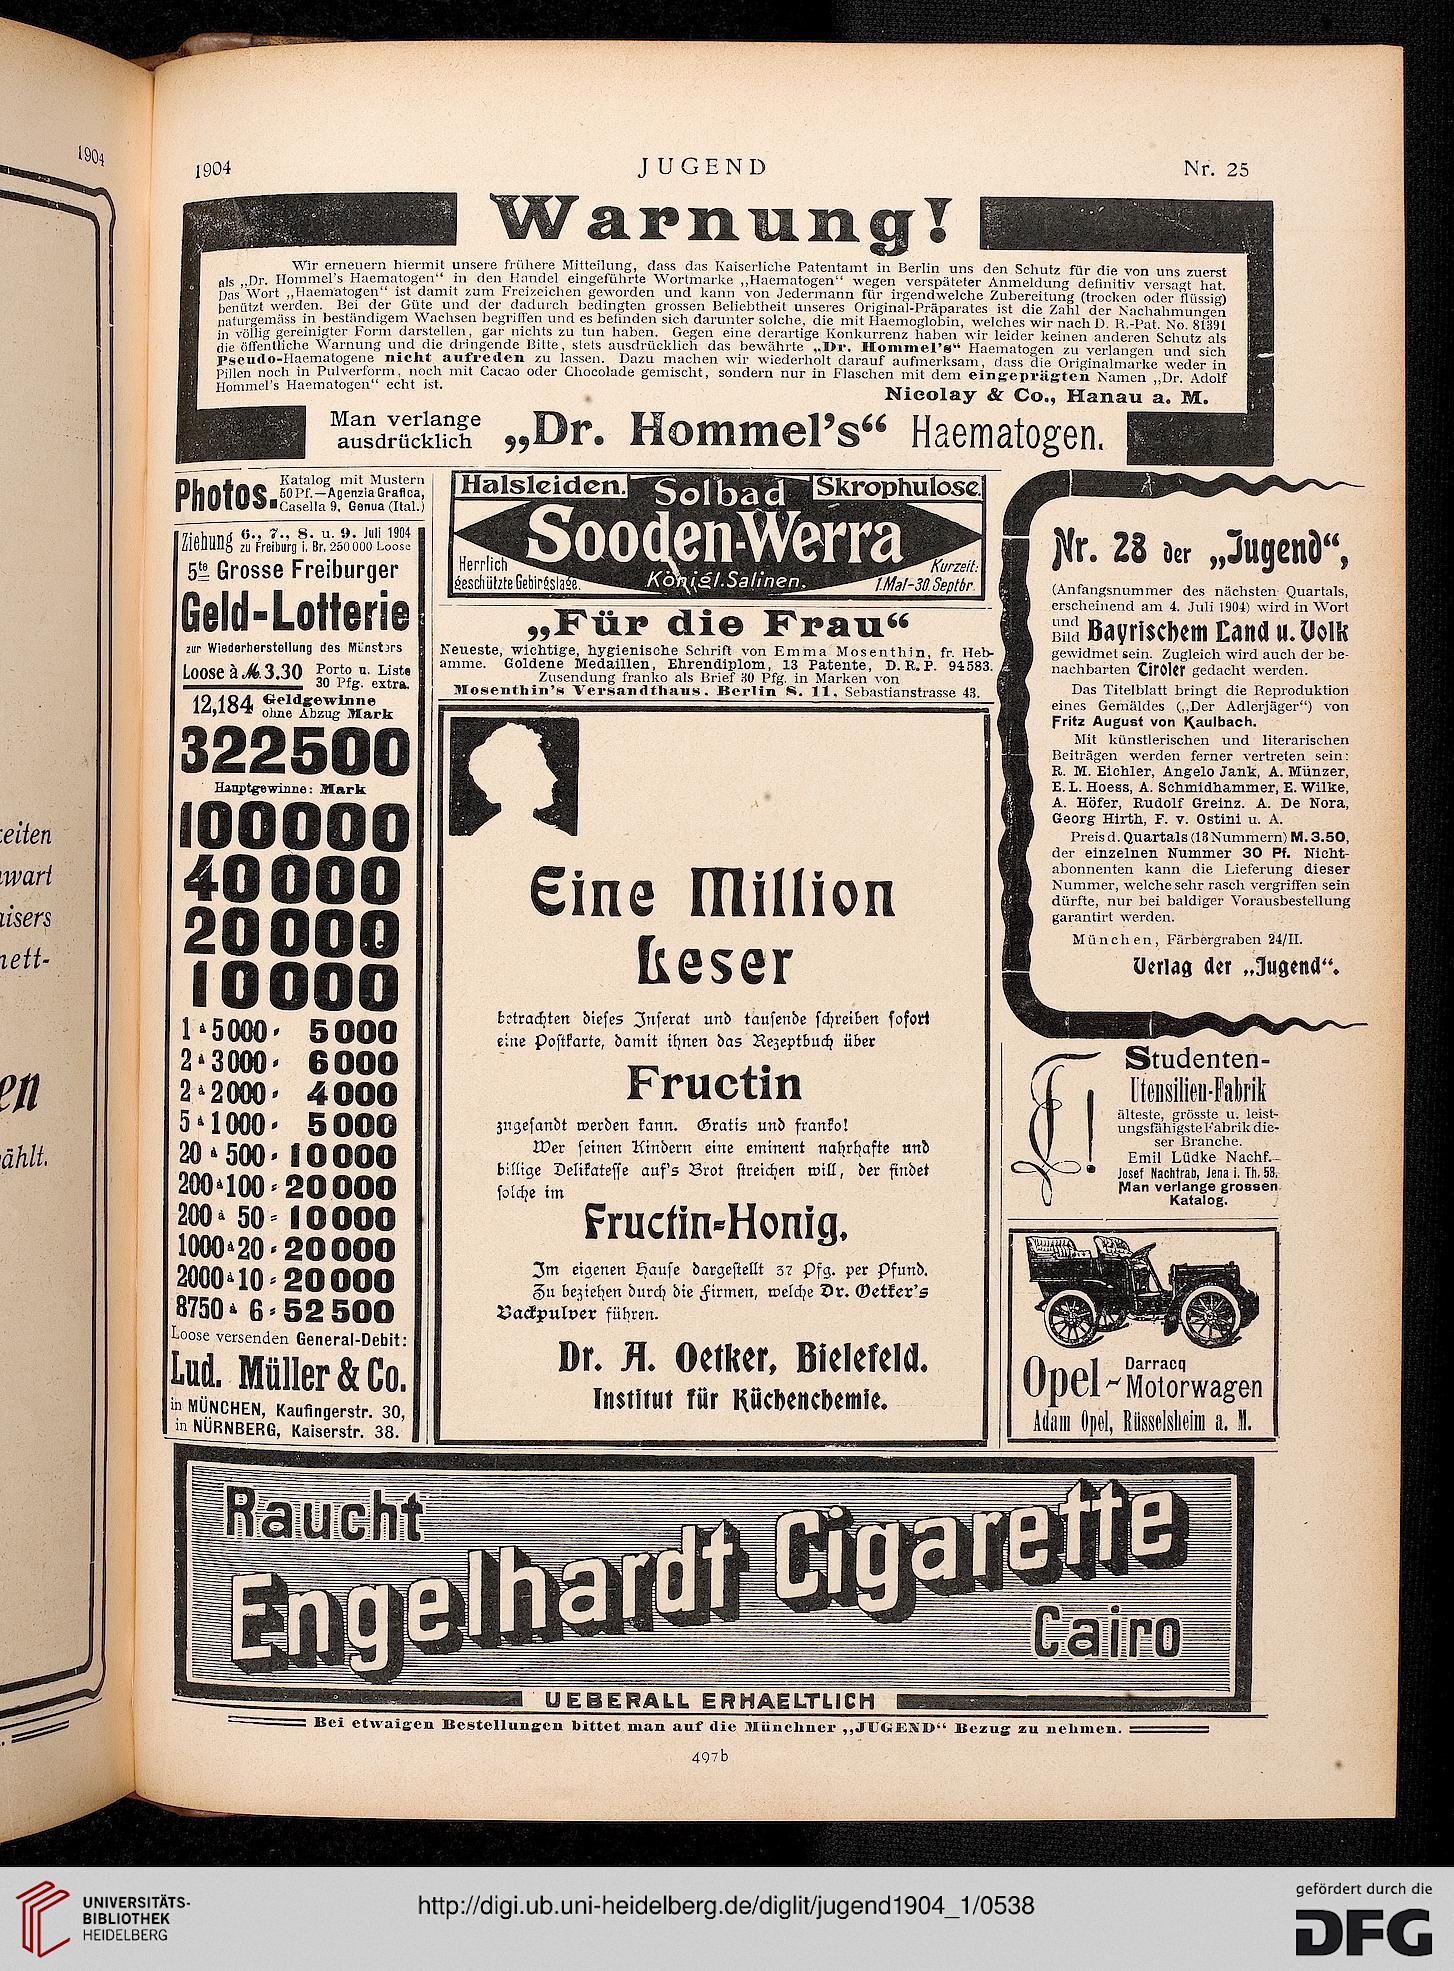 1904
JUGEND
Nr. 25
Warnung!
Wir erneuern hiermit unsere frühere Mitteilung, dass das Kaiserliche Patentamt in Berlin uns den Schutz für die von uns zuerst
als „Dr. Hommel's Haematogen“ in den Handel eingeführte Wortmarke „Haematogen“ wegen verspäteter Anmeldung definitiv versagt hat.
Das Wort „Haematogen“ ist damit zum Freizeichen geworden und kann von Jedermann für irgendwelche Zubereitung (trocken oder flüssig)
benützt werden. Bei der Güte und der dadurch bedingten grossen Beliebtheit unseres Original-Präparates ist die Zahl der Nachahmungen
naturgemäss in beständigem Wachsen begriffen und es befinden sich darunter solche, die mit Haemoglobin, welches wir nach D. R.-Pat. No. 81391
in völlig gereinigter Form darstellen, gar nichts zu tun haben. Gegen eine derartige Konkurrenz haben wir leider keinen anderen Schutz als
die öffentliche Warnung und die dringende Bitte, stets ausdrücklich das bewährte „Dr. Hommel's“ Haematogen zu verlangen und sich
Pseudo-Haematogene nicht aufreden zu lassen. Dazu machen wir wiederholt darauf aufmerksam, dass die Originalmarke weder in
Pillen noch in Pulverform, noch mit Cacao oder Chocolade gemischt, sondern nur in Flaschen mit dem eingeprägten Namen „Dr. Adolf
Hommel's Haematogen“ echt ist.
Nicolay & Co., Hanau a. M.
Man verlange
ausdrücklich
„Dr. Hommel's“ Haematogen.
Photos.
Katalog mit Mustern
50 Pf.—Agenzia Grafica,
Casella 9, Genua (Ital.)
Ziehung 6., 7., 8. u. 9. Juli 1904
zu Freiburg i. Br. 250 000 Loose
5te Grosse Freiburger
Geld-Lotterie
zur Wiederherstellung des Münsters
Loose à M. 3.30 Porto u. Liste
30 Pfg. extra.
12,184 Geldgewinne
ohne Abzug Mark
322500
Hauptgewinne: Mark
100000
40000
20000
10000
1 à 5000 = 5000
2 à 3000 = 6000
2 à 2000 = 4000
5 à 1000 = 5000
20 à 500 = 10000
200 à 100 = 20000
200 à 50 = 10000
1000 à 20 = 20000
2000 à 10 = 20000
8750 à 6 = 52500
Loose versenden General-Debit:
Lud. Müller & Co.
in MÜNCHEN, Kaufingerstr. 30,
in NÜRNBERG, Kaiserstr. 38.
Halsleiden.
Solbad
Skrophulose.
Sooden-Werra
Herrlich
geschützte Gebirgslage.
Königl. Salinen.
Kurzeit:
1. Mai-30. Septbr.
„Für die Frau“
Neueste, wichtige, hygienische Schrift von Emma Mosenthin, fr. Heb-
amme. Goldene Medaillen, Ehrendiplom, 13 Patente, D. R. P. 94583.
Zusendung franko als Brief 30 Pfg. in Marken von
Mosenthin's Versandthaus, Berlin S. 11, Sebastianstrasse 43.
Eine Million
Leser
betrachten dieses Inserat und tausende schreiben sofort
eine Postkarte, damit ihnen das Rezeptbuch über
Fructin
zugesandt werden kann. Gratis und franko!
Wer seinen Kindern eine eminent nahrhafte und
billige Delikatesse auf's Brot streichen will, der findet
solche im
Fructin-Honig.
Im eigenen Hause dargestellt 37 Pfg. per Pfund.
Zu beziehen durch die Firmen, welche Dr. Oetker's
Backpulver führen.
Dr. A. Oetker, Bielefeld.
Institut für Küchenchemie.
Nr. 28 der „Jugend“,
(Anfangsnummer des nächsten Quartals,
erscheinend am 4. Juli 1904) wird in Wort
und
Bild Bayrischem Land u. Volk
gewidmet sein. Zugleich wird auch der be-
nachbarten Tiroler gedacht werden.
Das Titelblatt bringt die Reproduktion
eines Gemäldes („Der Adlerjäger“) von
Fritz August von Kaulbach.
Mit künstlerischen und literarischen
Beiträgen werden ferner vertreten sein:
R. M. Eichler, Angelo Jank, A. Münzer,
E. L. Hoess, A. Schmidhammer, E. Wilke,
A. Höfer, Rudolf Greinz. A. De Nora,
Georg Hirth, F. v. Ostini u. A.
Preis d. Quartals (13 Nummern) M. 3.50,
der einzelnen Nummer 30 Pf. Nicht-
abonnenten kann die Lieferung dieser
Nummer, welche sehr rasch vergriffen sein
dürfte, nur bei baldiger Vorausbestellung
garantirt werden.
München, Färbergraben 24/II.
Verlag der „Jugend“.
Studenten-
Utensilien-Fabrik
älteste, grösste u. leist-
ungsfähigste Fabrik die-
ser Branche.
Emil Lüdke Nachf.
Josef Nachtrab, Jena i. Th. 58.
Man verlange grossen
Katalog.
Opel-Darracq
Motorwagen
Adam Opel, Rüsselsheim a. M.
Raucht
Engelhardt Cigarette
Cairo
UEBERALL ERHAELTLICH
Bei etwaigen Bestellungen bittet man auf die Münchner „JUGEND“ Bezug zu nehmen.
497b
1904
eiten
wart
isers
nett-
en
ählt.
UNIVERSITÄTS-
BIBLIOTHEK
HEIDELBERG
http://digi.ub.uni-heidelberg.de/diglit/jugend1904_1/0538
gefördert durch die
DFG